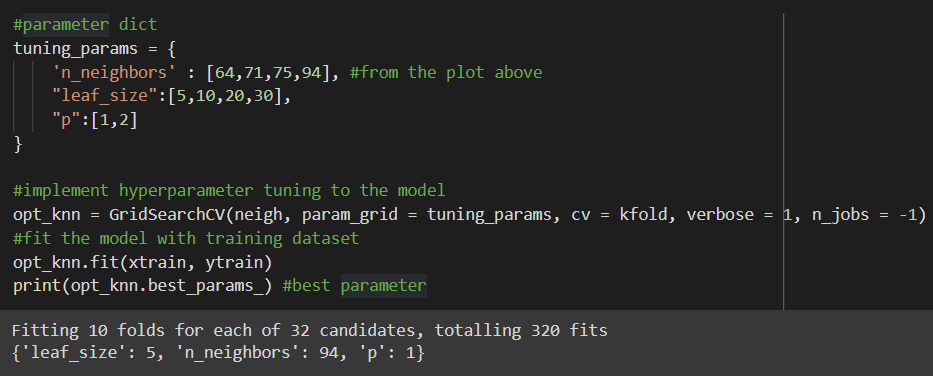 #parameter dict
tuning_params = {
    'n_neighbors' : [64,71,75,94], #from the plot above
    "leaf_size":[5,10,20,30],
    "p":[1,2]
}
#implement hyperparameter tuning to the model
opt_knn = GridSearchCV(neigh, param_grid = tuning_params, cv = kfold, verbose = 1, n_jobs = -1)
#fit the model with training dataset
opt_knn.fit(xtrain, ytrain)
print(opt_knn.best_params_) #best parameter
Fitting 10 folds for each of 32 candidates, totalling 320 fits
{'leaf_size': 5, 'n_neighbors': 94, 'p': 1}